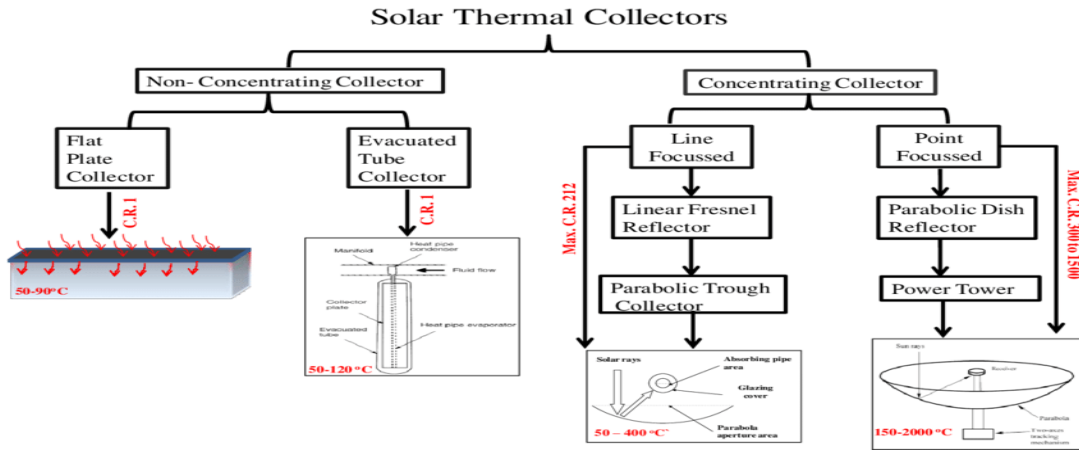 Solar Thermal Collectors
Non- Concentrating Collector
Concentrating Collector
Flat
Plate
Collector
Evacuated
Tube
Collector
Line
Focussed
Point
Focussed
C.R. 1
C.R. 1
Max. C.R. 212
Max. C.R. 300 to 1500
Linear Fresnel
Reflector
Parabolic Dish
Reflector
Parabolic Trough
Collector
Power Tower
50-90°C
Manifold
Heat pipe
condenser
Fluid flow
Collector
plate
Evacuated
tube
Heat pipe evaporator
50-120 °C
Solar rays
Absorbing pipe
area
Glazing
cover
Parabola
aperture area
50 – 400 °C
Sun rays
Receiver
Parabola
tracking
mechanism
150-2000 °C